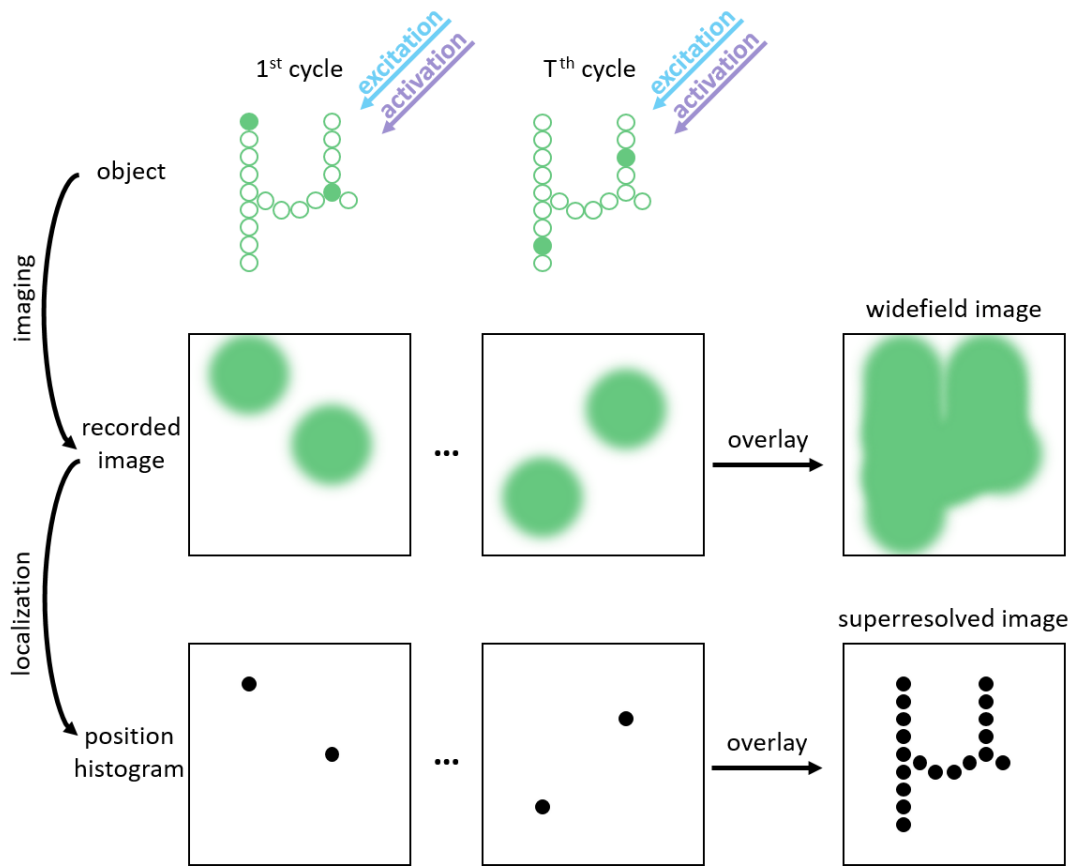 1st cycle
excitation
activation
Tth cycle
excitation
activation
object
imaging
widefield image
recorded
image
...
overlay
localization
superresolved image
position
histogram
...
overlay